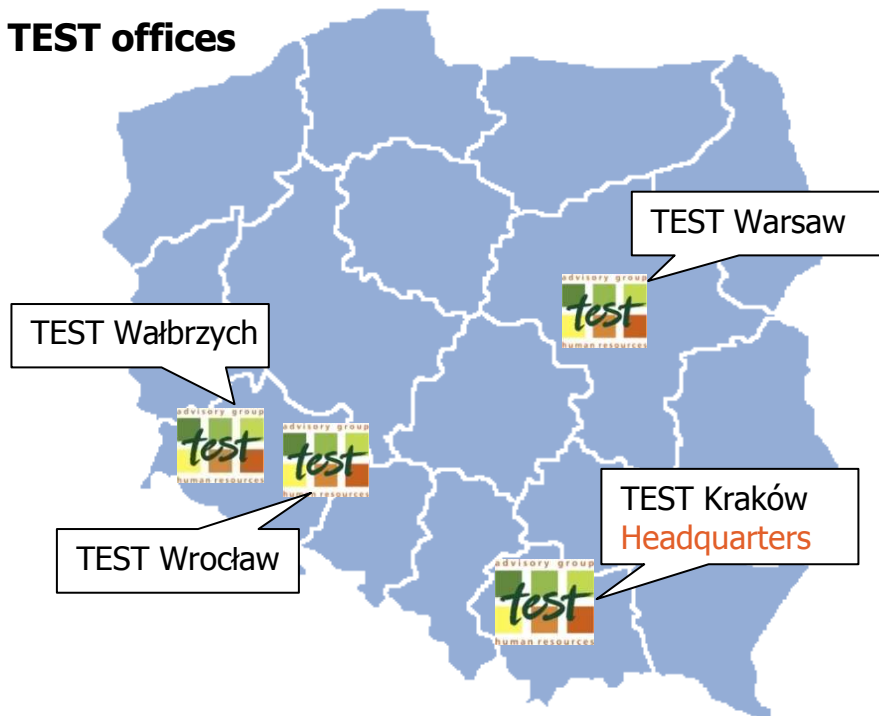 TEST offices
TEST Warsaw
advisory group
test
human resources
TEST Wałbrzych
advisory group
test
human resources
advisory group
test
human resources
TEST Wrocław
TEST Kraków
Headquarters
advisory group
test
human resources